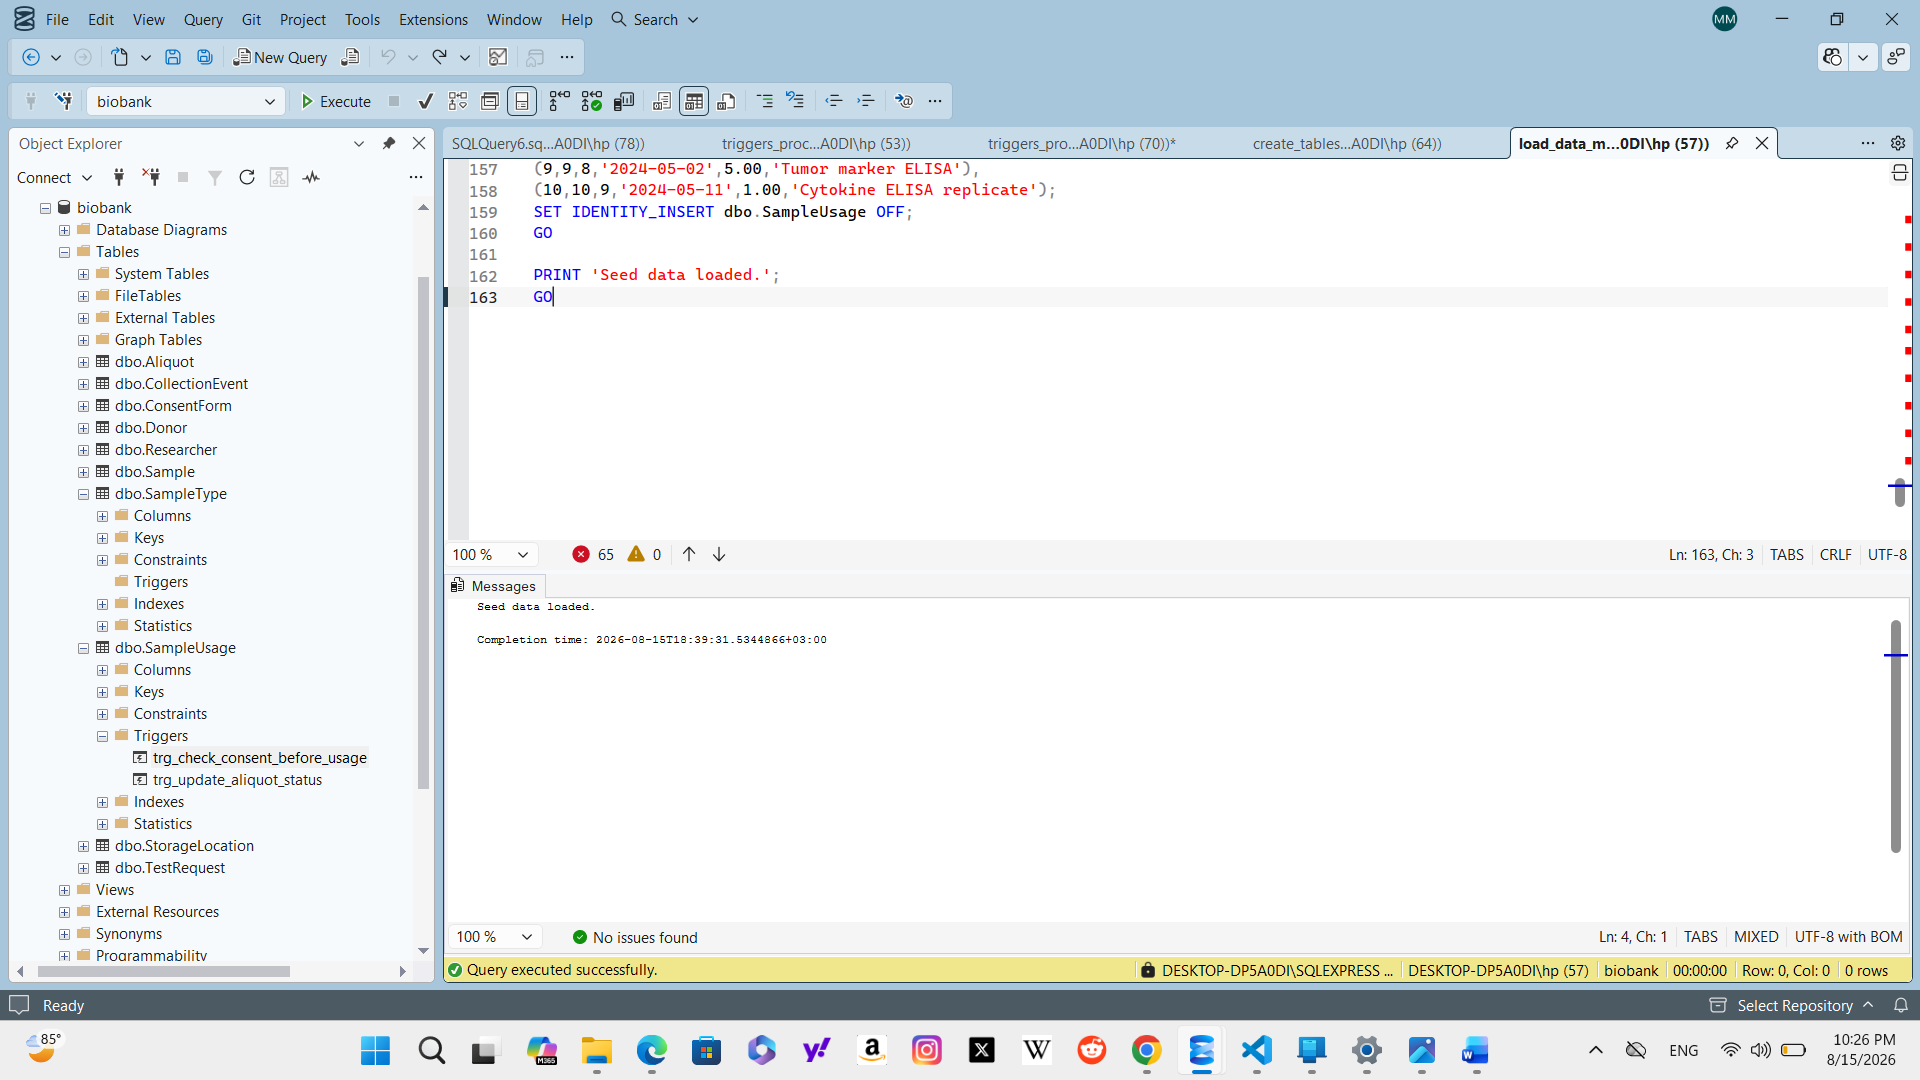 File Edit View Query Git Project Tools Extensions Window Help Search MM
New Query
biobank Execute
Object Explorer
Connect
biobank
Database Diagrams
Tables
System Tables
FileTables
External Tables
Graph Tables
dbo.Aliquot
dbo.CollectionEvent
dbo.ConsentForm
dbo.Donor
dbo.Researcher
dbo.Sample
dbo.SampleType
Columns
Keys
Constraints
Triggers
Indexes
Statistics
dbo.SampleUsage
Columns
Keys
Constraints
Triggers
trg_check_consent_before_usage
trg_update_aliquot_status
Indexes
Statistics
dbo.StorageLocation
dbo.TestRequest
Views
External Resources
Synonyms
Programmability
SQLQuery6.sq...A0DI\hp (78)) triggers_proc...A0DI\hp (53)) triggers_pro...A0DI\hp (70))* create_tables...A0DI\hp (64)) load_data_m...0DI\hp (57))
157 (9,9,8,'2024-05-02',5.00,'Tumor marker ELISA'),
158 (10,10,9,'2024-05-11',1.00,'Cytokine ELISA replicate');
159 SET IDENTITY_INSERT dbo.SampleUsage OFF;
160 GO
161
162 PRINT 'Seed data loaded.';
163 GO
100 % 65 0 Ln: 163, Ch: 3 TABS CRLF UTF-8
Messages
Seed data loaded.
Completion time: 2026-08-15T18:39:31.5344866+03:00
100 % No issues found Ln: 4, Ch: 1 TABS MIXED UTF-8 with BOM
Query executed successfully. DESKTOP-DP5A0DI\SQLEXPRESS ... DESKTOP-DP5A0DI\hp (57) biobank 00:00:00 Row: 0, Col: 0 0 rows
Ready Select Repository
85° M365 ENG 10:26 PM
8/15/2026